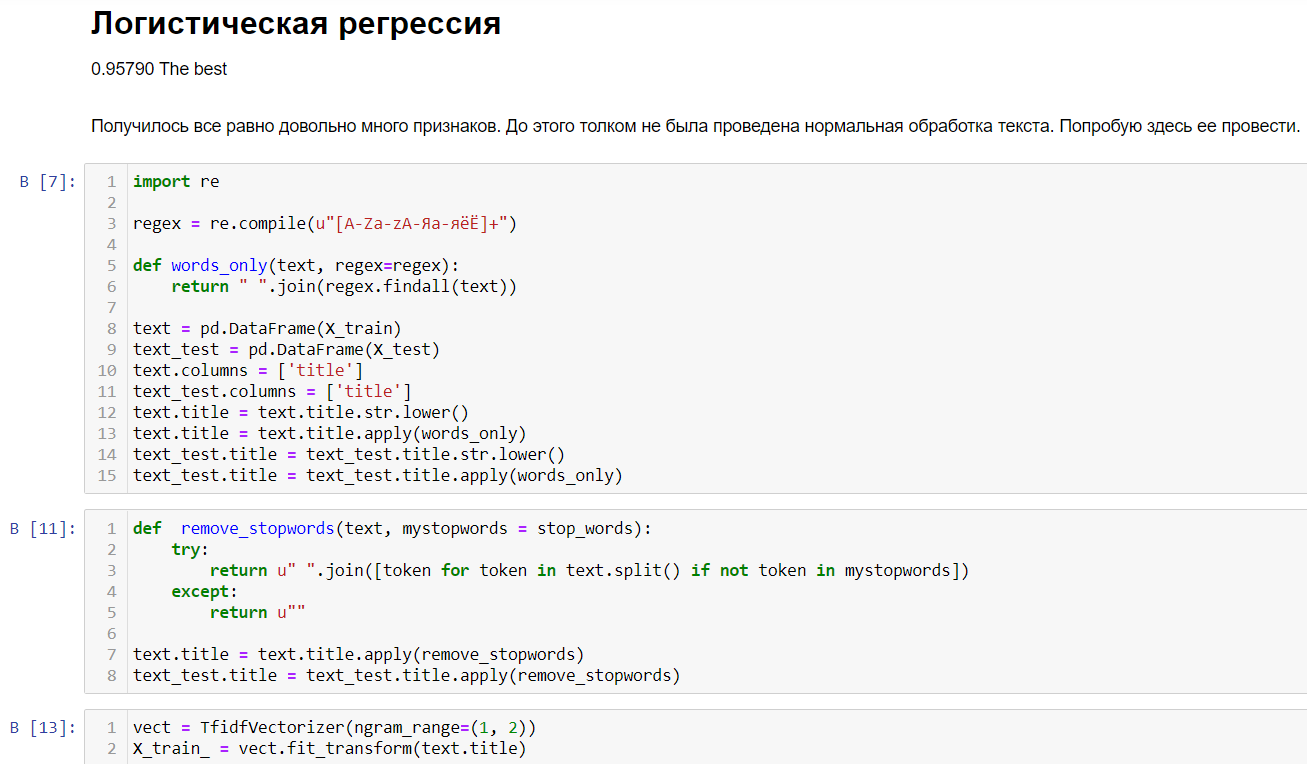 Логистическая регрессия
0.95790 The best
Получилось все равно довольно много признаков. До этого толком не была проведена нормальная обработка текста. Попробую здесь ее провести.
В [7]:
1 import re
2
3 regex = re.compile(u"[A-Za-zА-Яа-яёЁ]+")
4
5 def words_only(text, regex=regex):
6     return " ".join(regex.findall(text))
7
8 text = pd.DataFrame(X_train)
9 text_test = pd.DataFrame(X_test)
10 text.columns = ['title']
11 text_test.columns = ['title']
12 text.title = text.title.str.lower()
13 text.title = text.title.apply(words_only)
14 text_test.title = text_test.title.str.lower()
15 text_test.title = text_test.title.apply(words_only)
В [11]:
1 def  remove_stopwords(text, mystopwords = stop_words):
2     try:
3         return u" ".join([token for token in text.split() if not token in mystopwords])
4     except:
5         return u""
6
7 text.title = text.title.apply(remove_stopwords)
8 text_test.title = text_test.title.apply(remove_stopwords)
В [13]:
1 vect = TfidfVectorizer(ngram_range=(1, 2))
2 X_train_ = vect.fit_transform(text.title)